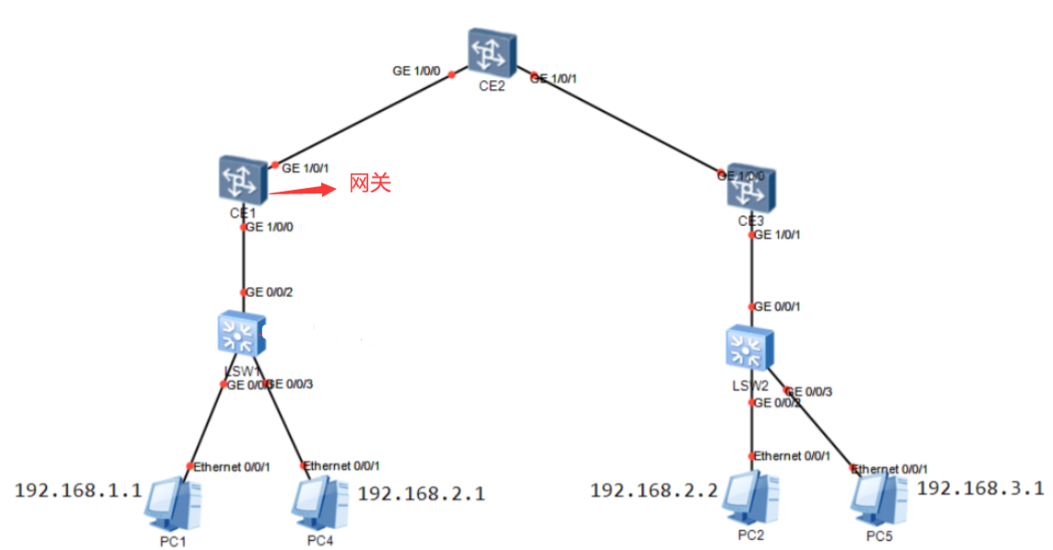 GE 1/0/0
CE2
GE 1/0/1
GE 1/0/1
网关
CE1
GE 1/0/0
GE 1/0/0
CE3
GE 1/0/1
GE 0/0/2
GE 0/0/1
LSW1
GE 0/0/3
LSW2
GE 0/0/3
GE 0/0/2
Ethernet 0/0/1
Ethernet 0/0/1
Ethernet 0/0/1
Ethernet 0/0/1
192.168.1.1
192.168.2.1
192.168.2.2
192.168.3.1
PC1
PC4
PC2
PC5